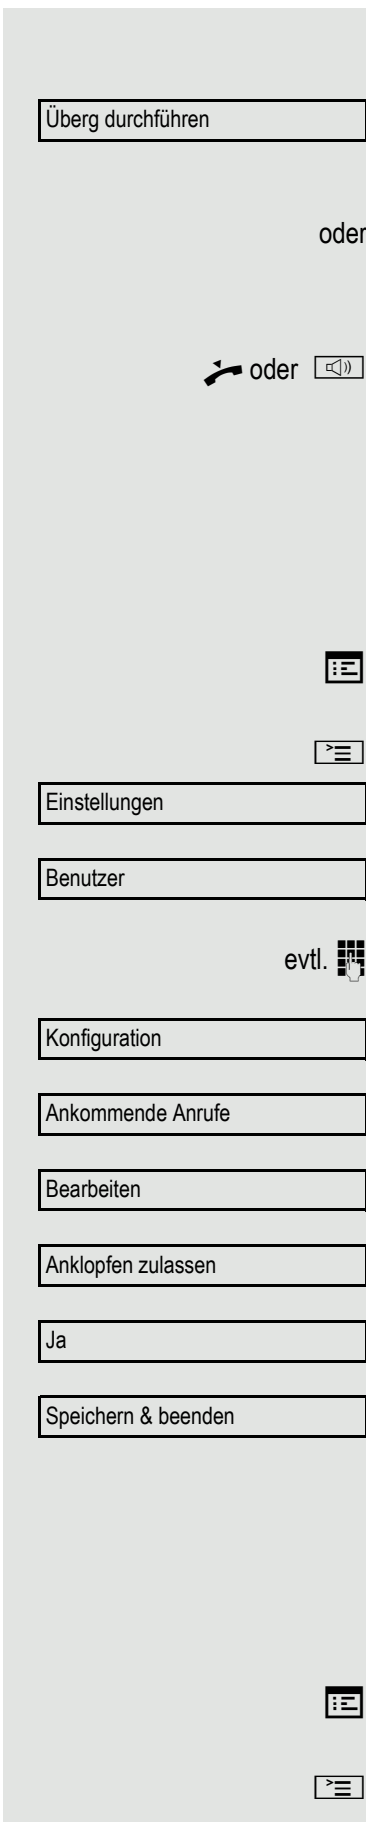 Überg durchführen
oder
oder
Einstellungen
Benutzer
evtl.
Konfiguration
Ankommende Anrufe
Bearbeiten
Anklopfen zulassen
Ja
Speichern & beenden